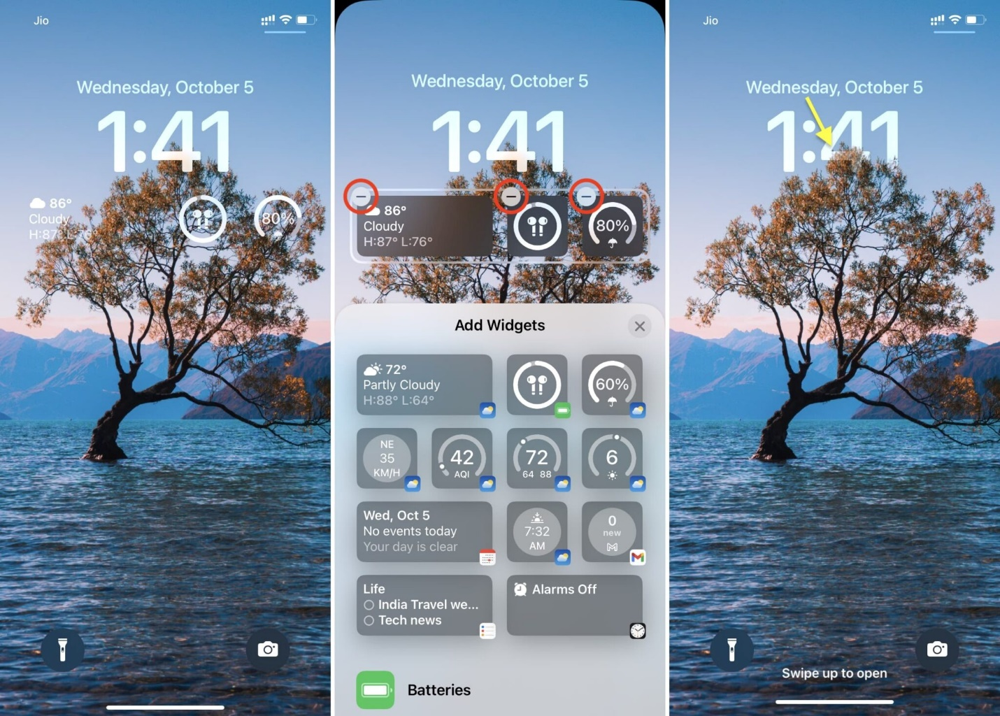 Jio
Wednesday, October 5
1:41
86°
Cloudy
H:87° L:76°
80%
Wednesday, October 5
1:41
86°
Cloudy
H:87° L:76°
80%
Add Widgets
72°
Partly Cloudy
H:88° L:64°
60%
NE
35
KM/H
42
AQI
72
64 88
6
Wed, Oct 5
No events today
Your day is clear
7:32
AM
0
new
Life
India Travel we...
Tech news
Alarms Off
Batteries
Jio
Wednesday, October 5
1:41
Swipe up to open